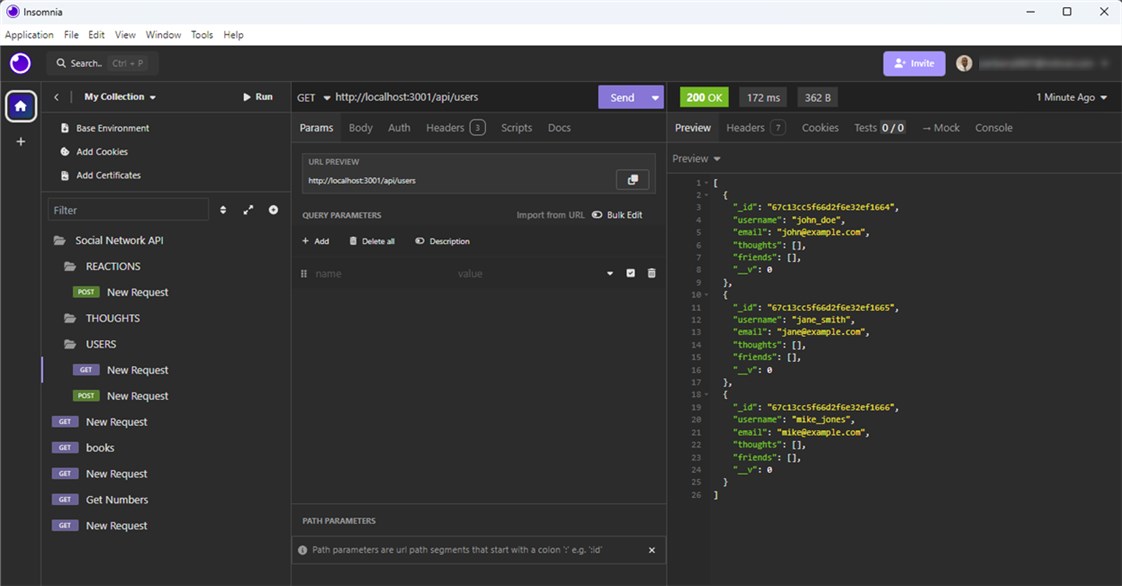 Insomnia
Application File Edit View Window Tools Help
Search.. Ctrl + P
Invite
My Collection
Run
Base Environment
Add Cookies
Add Certificates
Filter
Social Network API
REACTIONS
POST New Request
THOUGHTS
USERS
GET New Request
POST New Request
GET New Request
GET books
GET New Request
GET Get Numbers
GET New Request
GET http://localhost:3001/api/users Send
Params Body Auth Headers 3 Scripts Docs
URL PREVIEW
http://localhost:3001/api/users
QUERY PARAMETERS Import from URL Bulk Edit
+ Add Delete all Description
name value
PATH PARAMETERS
Path parameters are url path segments that start with a colon ':' e.g. ':id'
200 OK 172 ms 362 B 1 Minute Ago
Preview Headers 7 Cookies Tests 0 / 0 → Mock Console
Preview
1 [
2 {
3 "_id": "67c13cc5f66d2f6e32ef1664",
4 "username": "john_doe",
5 "email": "john@example.com",
6 "thoughts": [],
7 "friends": [],
8 "__v": 0
9 },
10 {
11 "_id": "67c13cc5f66d2f6e32ef1665",
12 "username": "jane_smith",
13 "email": "jane@example.com",
14 "thoughts": [],
15 "friends": [],
16 "__v": 0
17 },
18 {
19 "_id": "67c13cc5f66d2f6e32ef1666",
20 "username": "mike_jones",
21 "email": "mike@example.com",
22 "thoughts": [],
23 "friends": [],
24 "__v": 0
25 }
26 ]